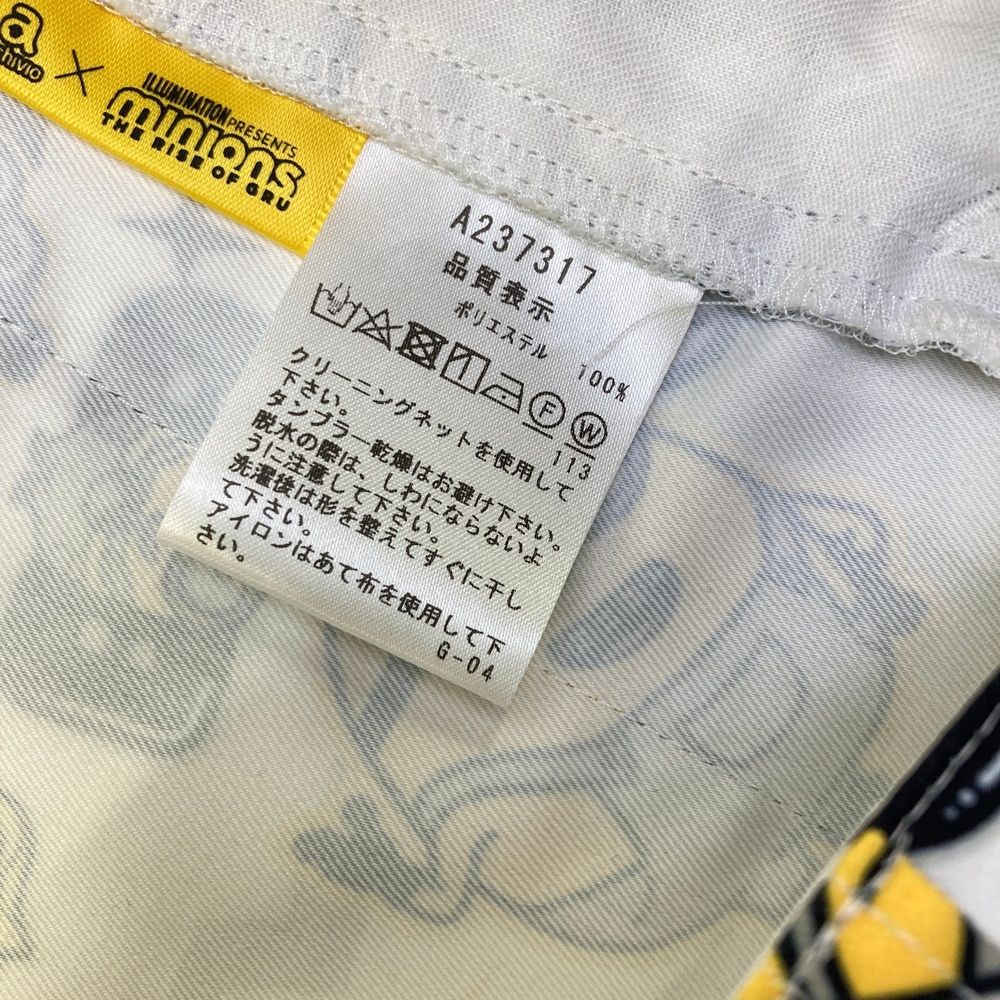 a
chivio
×
ILLUMINATION PRESENTS
minions
THE RISE OF GRU
A237317
品質表示
ポリエステル 100%
F W
113
クリーニングネットを使用して
下さい。
タンブラー乾燥はお避け下さい。
脱水の際は、しわにならないよ
うに注意して下さい。
洗濯後は形を整えてすぐに干し
て下さい。
アイロンはあて布を使用して下
さい。
G-04